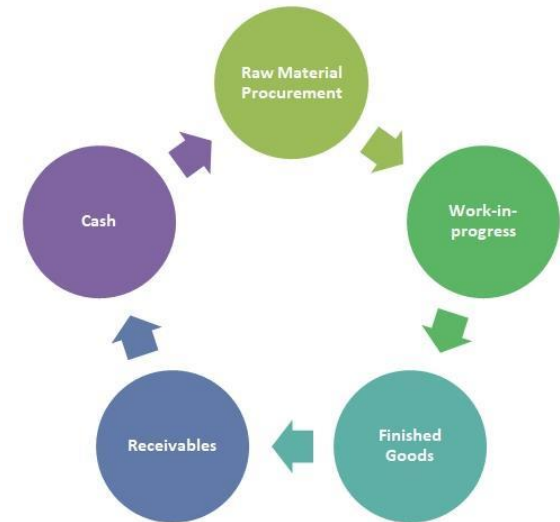 Raw Material
Procurement
Work-in-
progress
Finished
Goods
Receivables
Cash